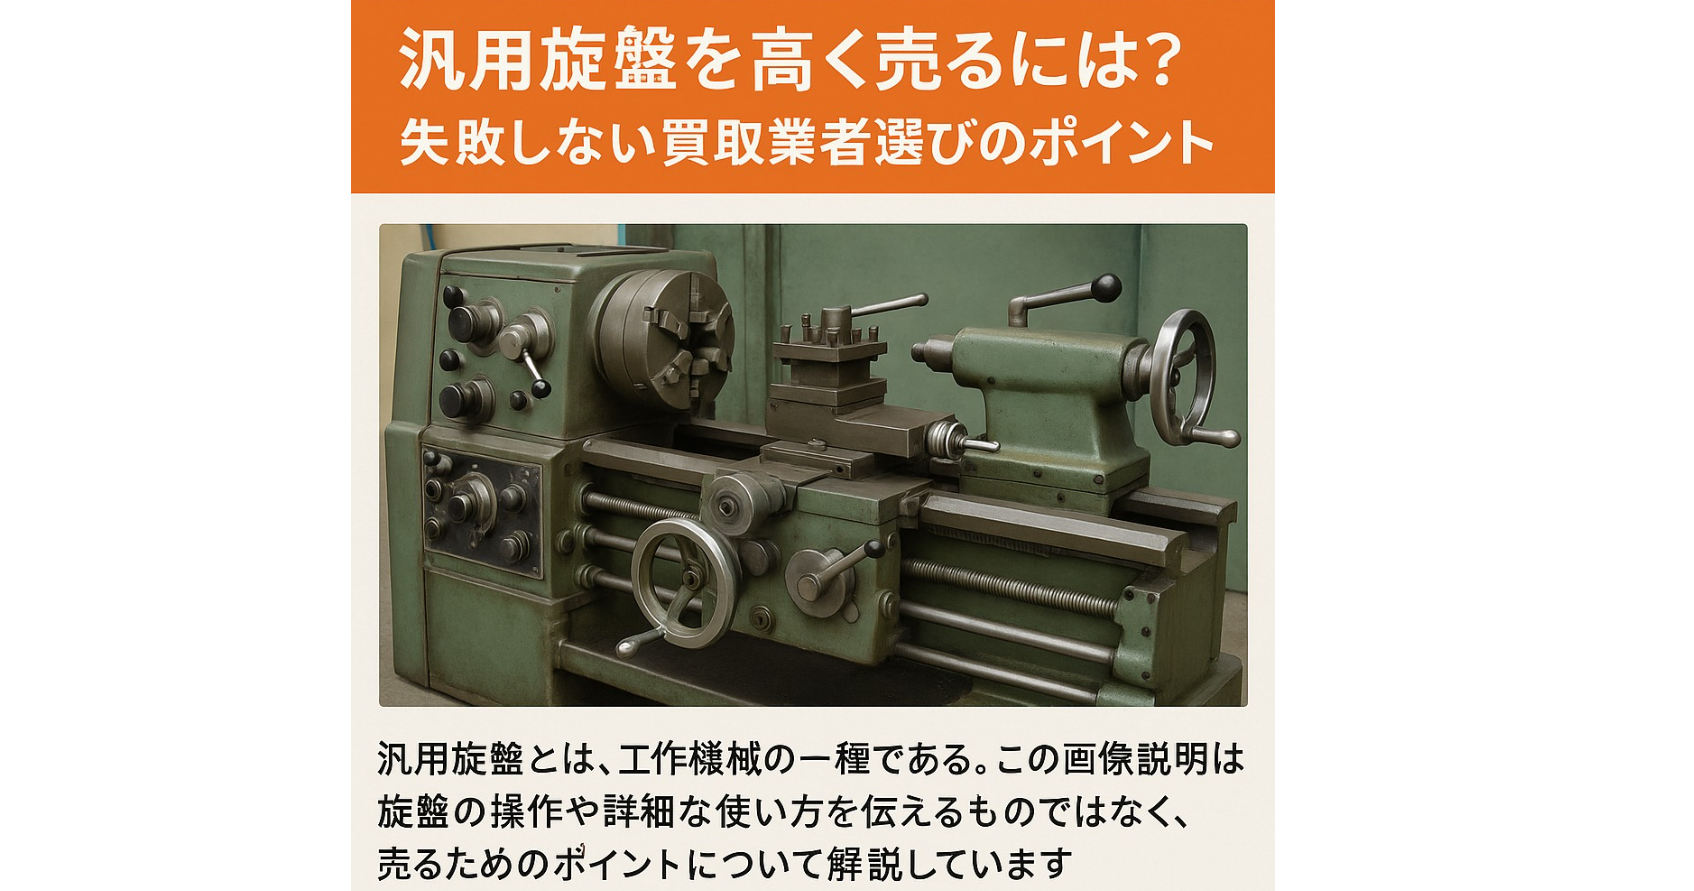 汎用旋盤を高く売るには？
失敗しない買取業者選びのポイント
汎用旋盤とは、工作機械の一種である。この画像説明は
旋盤の操作や詳細な使い方を伝えるものではなく、
売るためのポイントについて解説しています